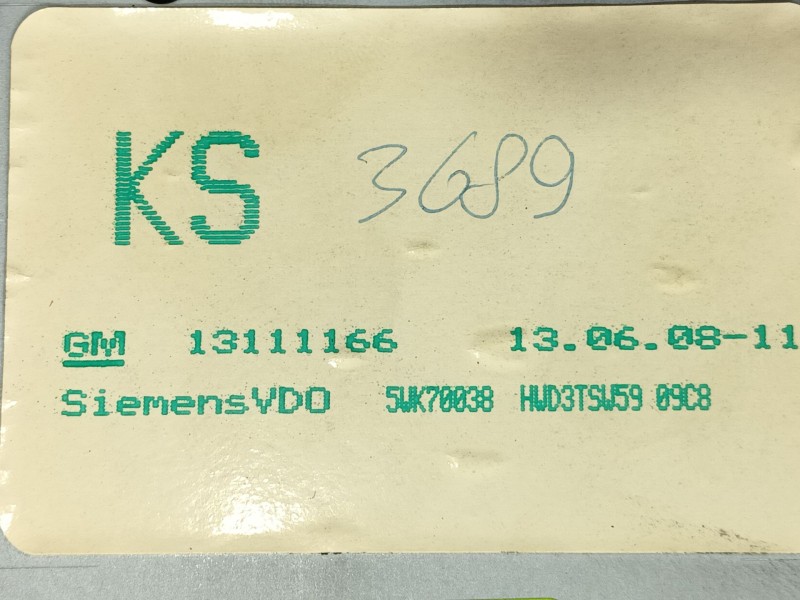 KS 3689
GM 13111166 13.06.08-11
SiemensVDO 5WK70038 HWD3TSW59 09C8